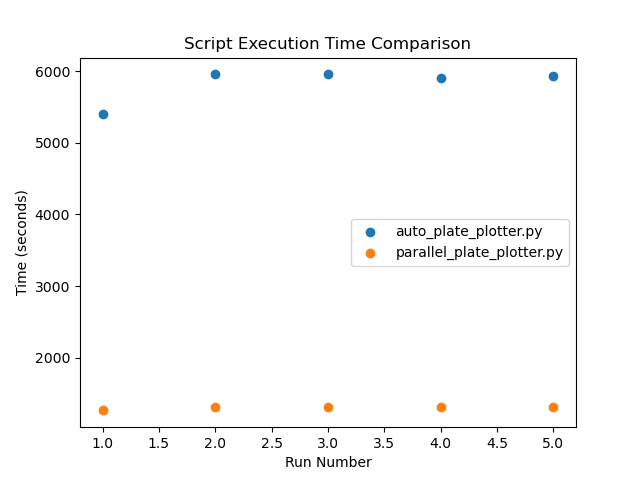 Script Execution Time Comparison
6000
5000
4000
3000
2000
Time (seconds)
auto_plate_plotter.py
parallel_plate_plotter.py
1.0 1.5 2.0 2.5 3.0 3.5 4.0 4.5 5.0
Run Number